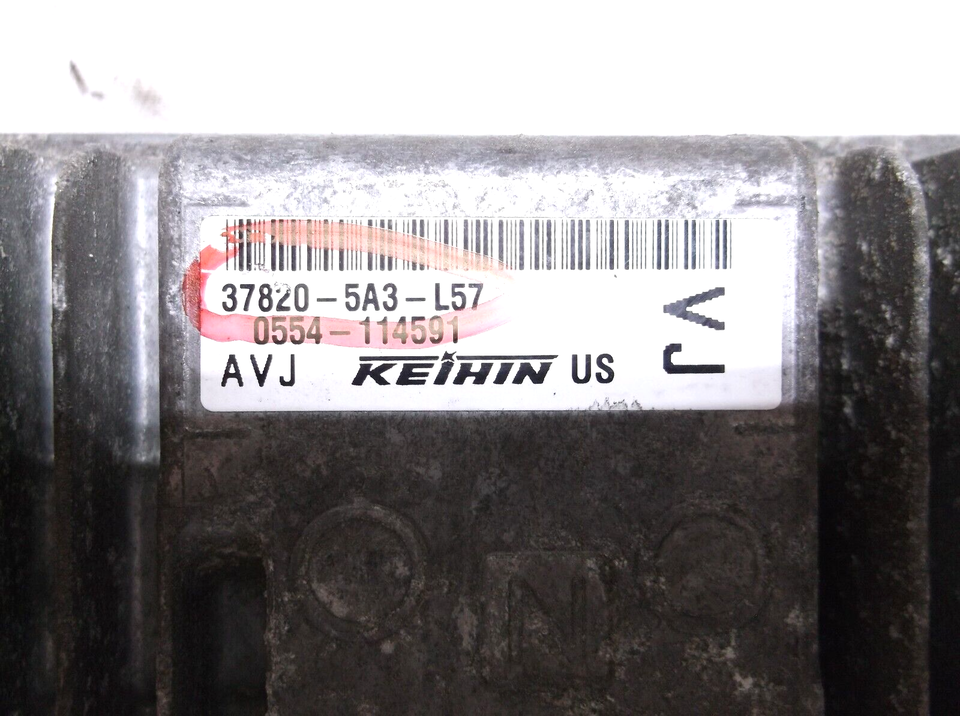 37820-5A3-L57
0554-114591
AVJ KEIHIN US
VJ
N